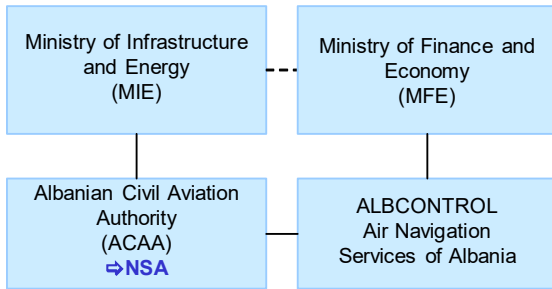 Ministry of Infrastructure
and Energy
(MIE)
Ministry of Finance and
Economy
(MFE)
Albanian Civil Aviation
Authority
(ACAA)
⇨NSA
ALBCONTROL
Air Navigation
Services of Albania